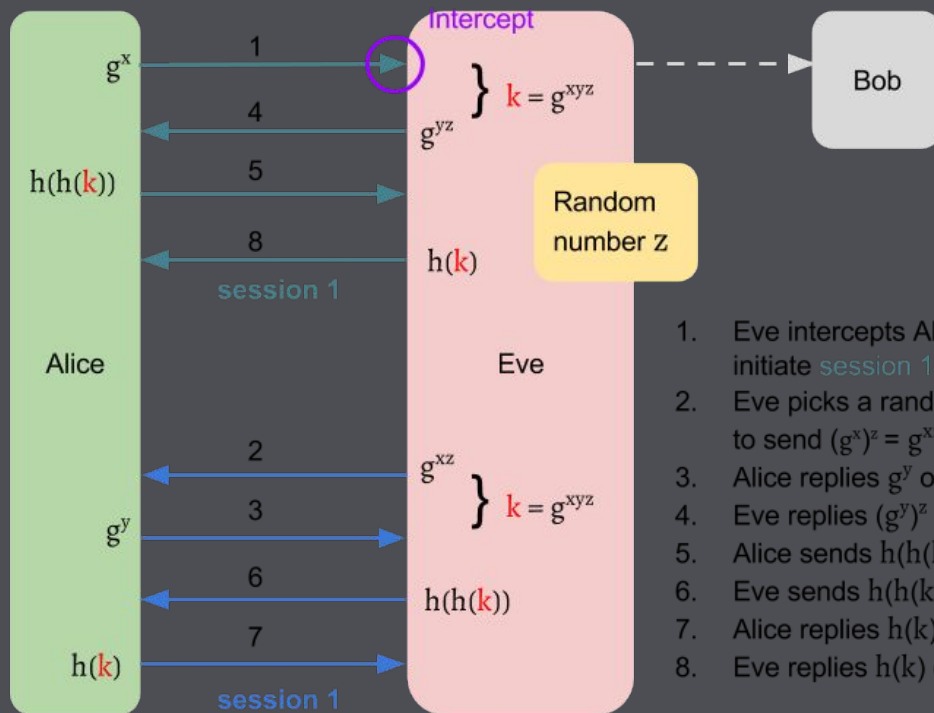 Intercept
1
g^x
k = g^xyz
Bob
4
g^yz
h(h(k))
5
Random
number z
8
h(k)
session 1
Alice
Eve
2
g^xz
k = g^xyz
3
g^y
6
h(h(k))
7
h(k)
session 1
1. Eve intercepts Al
initiate session 1
2. Eve picks a rand
to send (g^x)^z = g^x
3. Alice replies g^y o
4. Eve replies (g^y)^z
5. Alice sends h(h(
6. Eve sends h(h(k
7. Alice replies h(k)
8. Eve replies h(k)